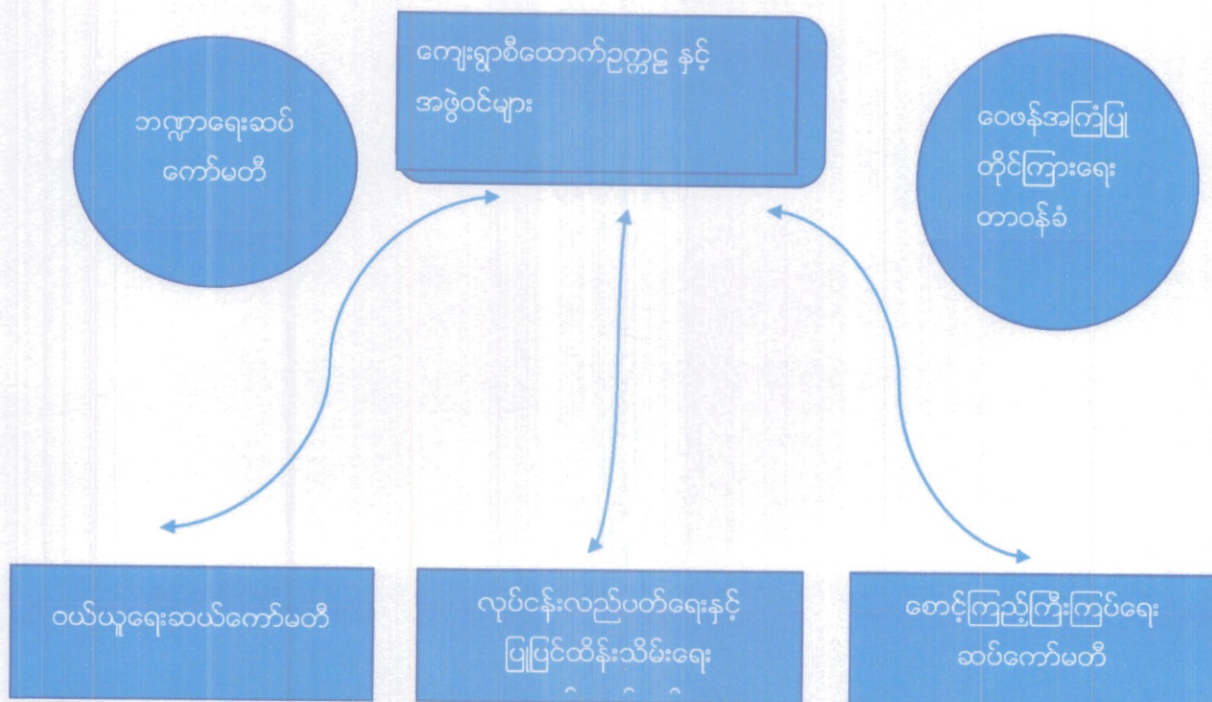 ကျေးရွာစီထောက်ဥက္ကဋ္ဌ နှင့်
အဖွဲ့ဝင်များ
ဘဏ္ဍာရေးဆပ်
ကော်မတီ
ဝေဖန်အကြံပြု
တိုင်ကြားရေး
တာဝန်ခံ
ဝယ်ယူရေးဆယ်ကော်မတီ
လုပ်ငန်းလည်ပတ်ရေးနှင့်
ပြုပြင်ထိန်းသိမ်းရေး
စောင့်ကြည့်ကြီးကြပ်ရေး
ဆပ်ကော်မတီ